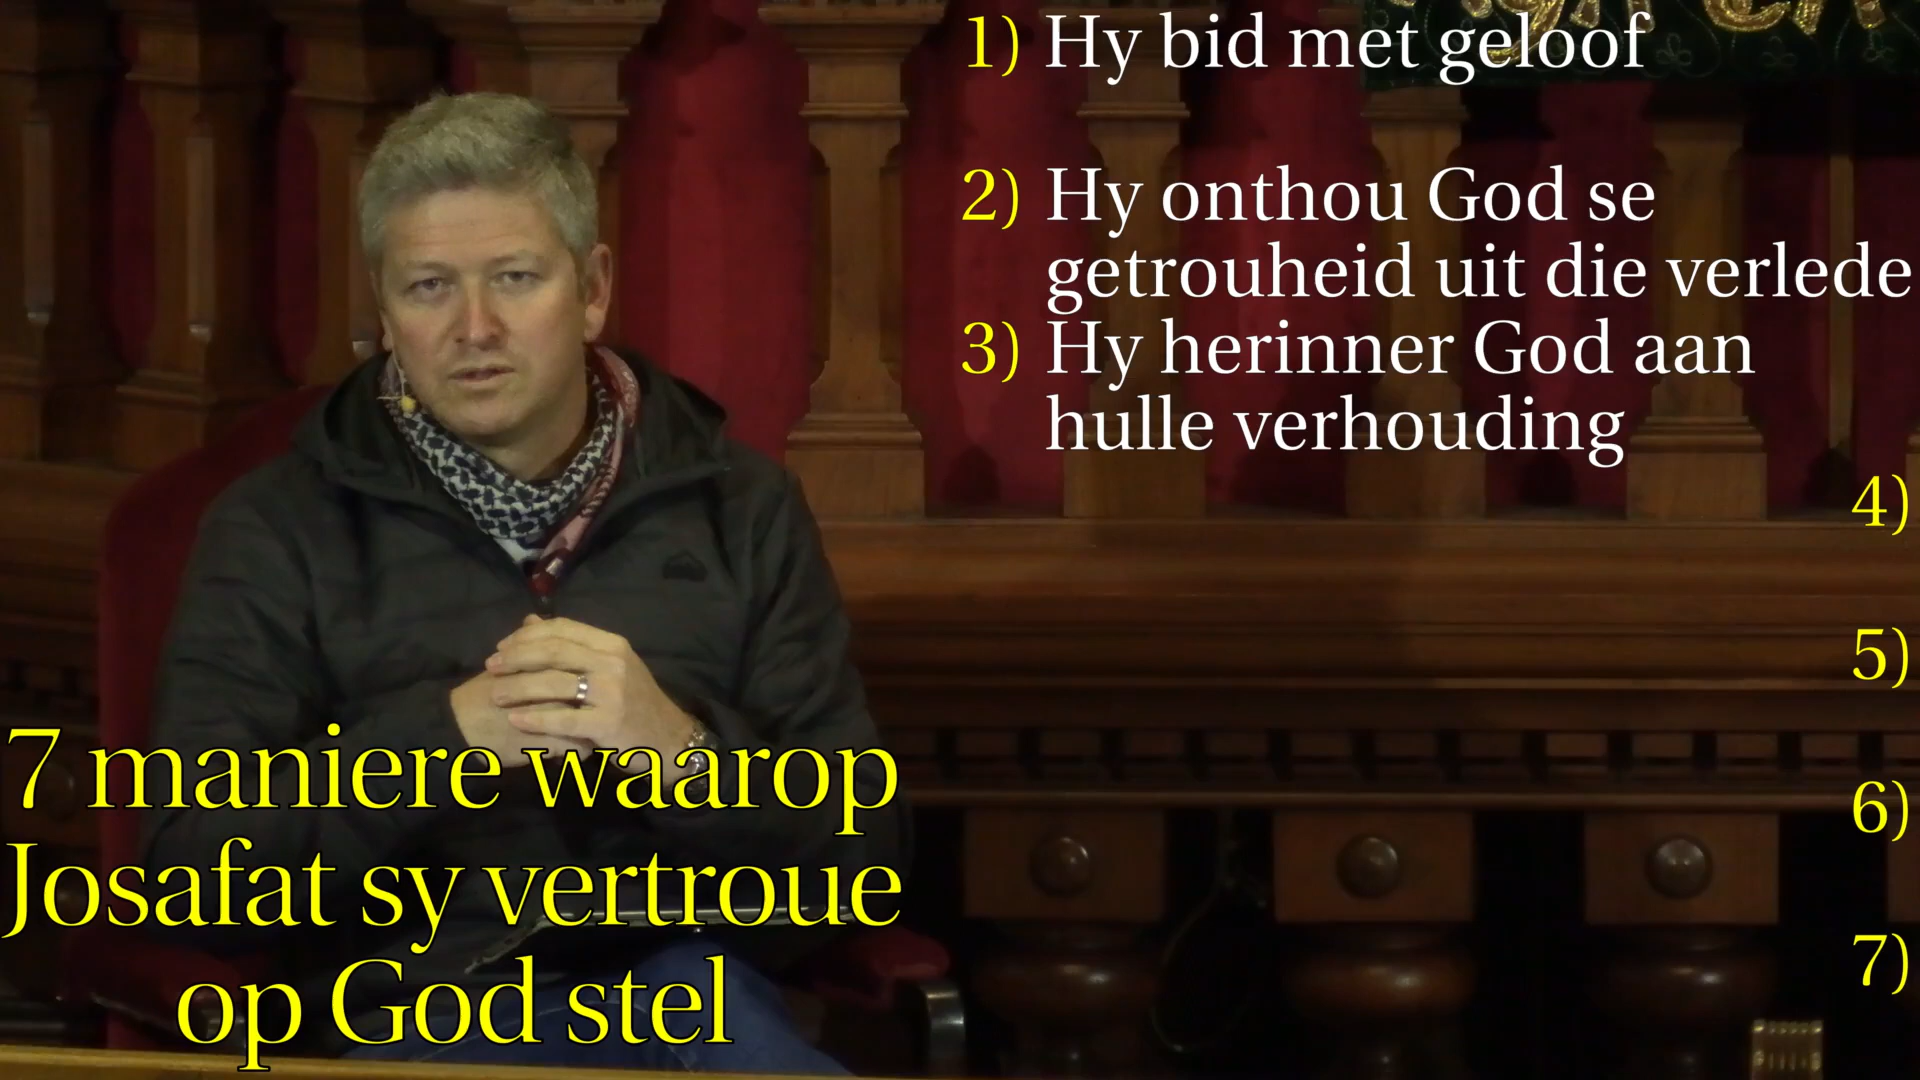 1) Hy bid met geloof
2) Hy onthou God se
getrouheid uit die verlede
3) Hy herinner God aan
hulle verhouding
4)
5)
6)
7)
7 maniere waarop
Josafat sy vertroue
op God stel